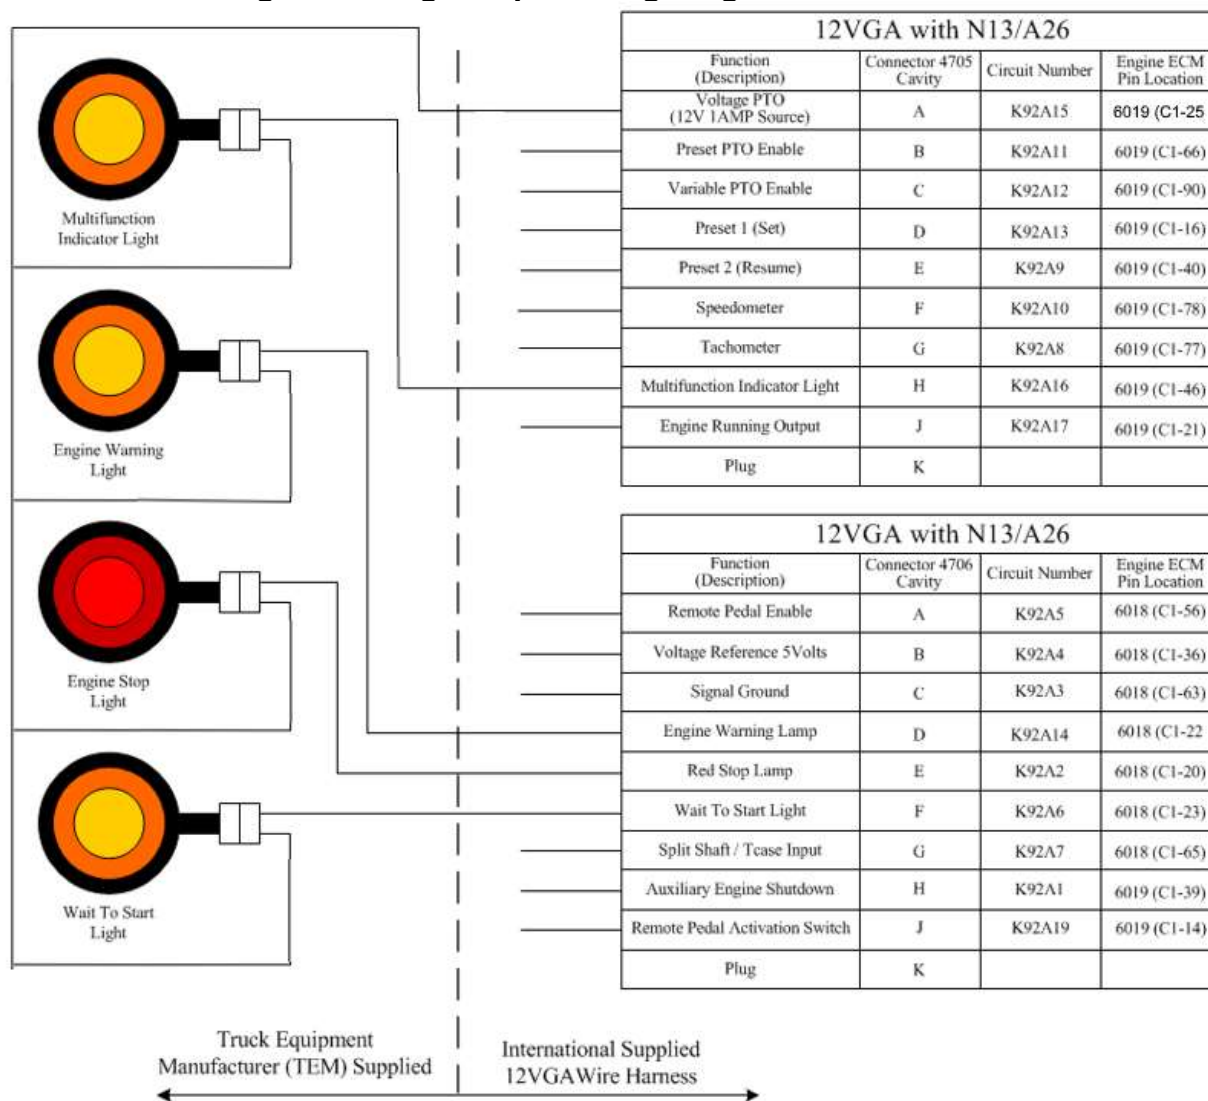 12VGA with N13/A26
Function (Description) Connector 4705 Cavity Circuit Number Engine ECM Pin Location
Voltage PTO (12V 1AMP Source) A K92A15 6019 (C1-25
Preset PTO Enable B K92A11 6019 (C1-66)
Variable PTO Enable C K92A12 6019 (C1-90)
Preset 1 (Set) D K92A13 6019 (C1-16)
Preset 2 (Resume) E K92A9 6019 (C1-40)
Speedometer F K92A10 6019 (C1-78)
Tachometer G K92A8 6019 (C1-77)
Multifunction Indicator Light H K92A16 6019 (C1-46)
Engine Running Output J K92A17 6019 (C1-21)
Plug K
12VGA with N13/A26
Function (Description) Connector 4706 Cavity Circuit Number Engine ECM Pin Location
Remote Pedal Enable A K92A5 6018 (C1-56)
Voltage Reference 5Volts B K92A4 6018 (C1-36)
Signal Ground C K92A3 6018 (C1-63)
Engine Warning Lamp D K92A14 6018 (C1-22
Red Stop Lamp E K92A2 6018 (C1-20)
Wait To Start Light F K92A6 6018 (C1-23)
Split Shaft / Tcase Input G K92A7 6018 (C1-65)
Auxiliary Engine Shutdown H K92A1 6019 (C1-39)
Remote Pedal Activation Switch J K92A19 6019 (C1-14)
Plug K
Multifunction
Indicator Light
Engine Warning
Light
Engine Stop
Light
Wait To Start
Light
Truck Equipment
Manufacturer (TEM) Supplied
International Supplied
12VGAWire Harness